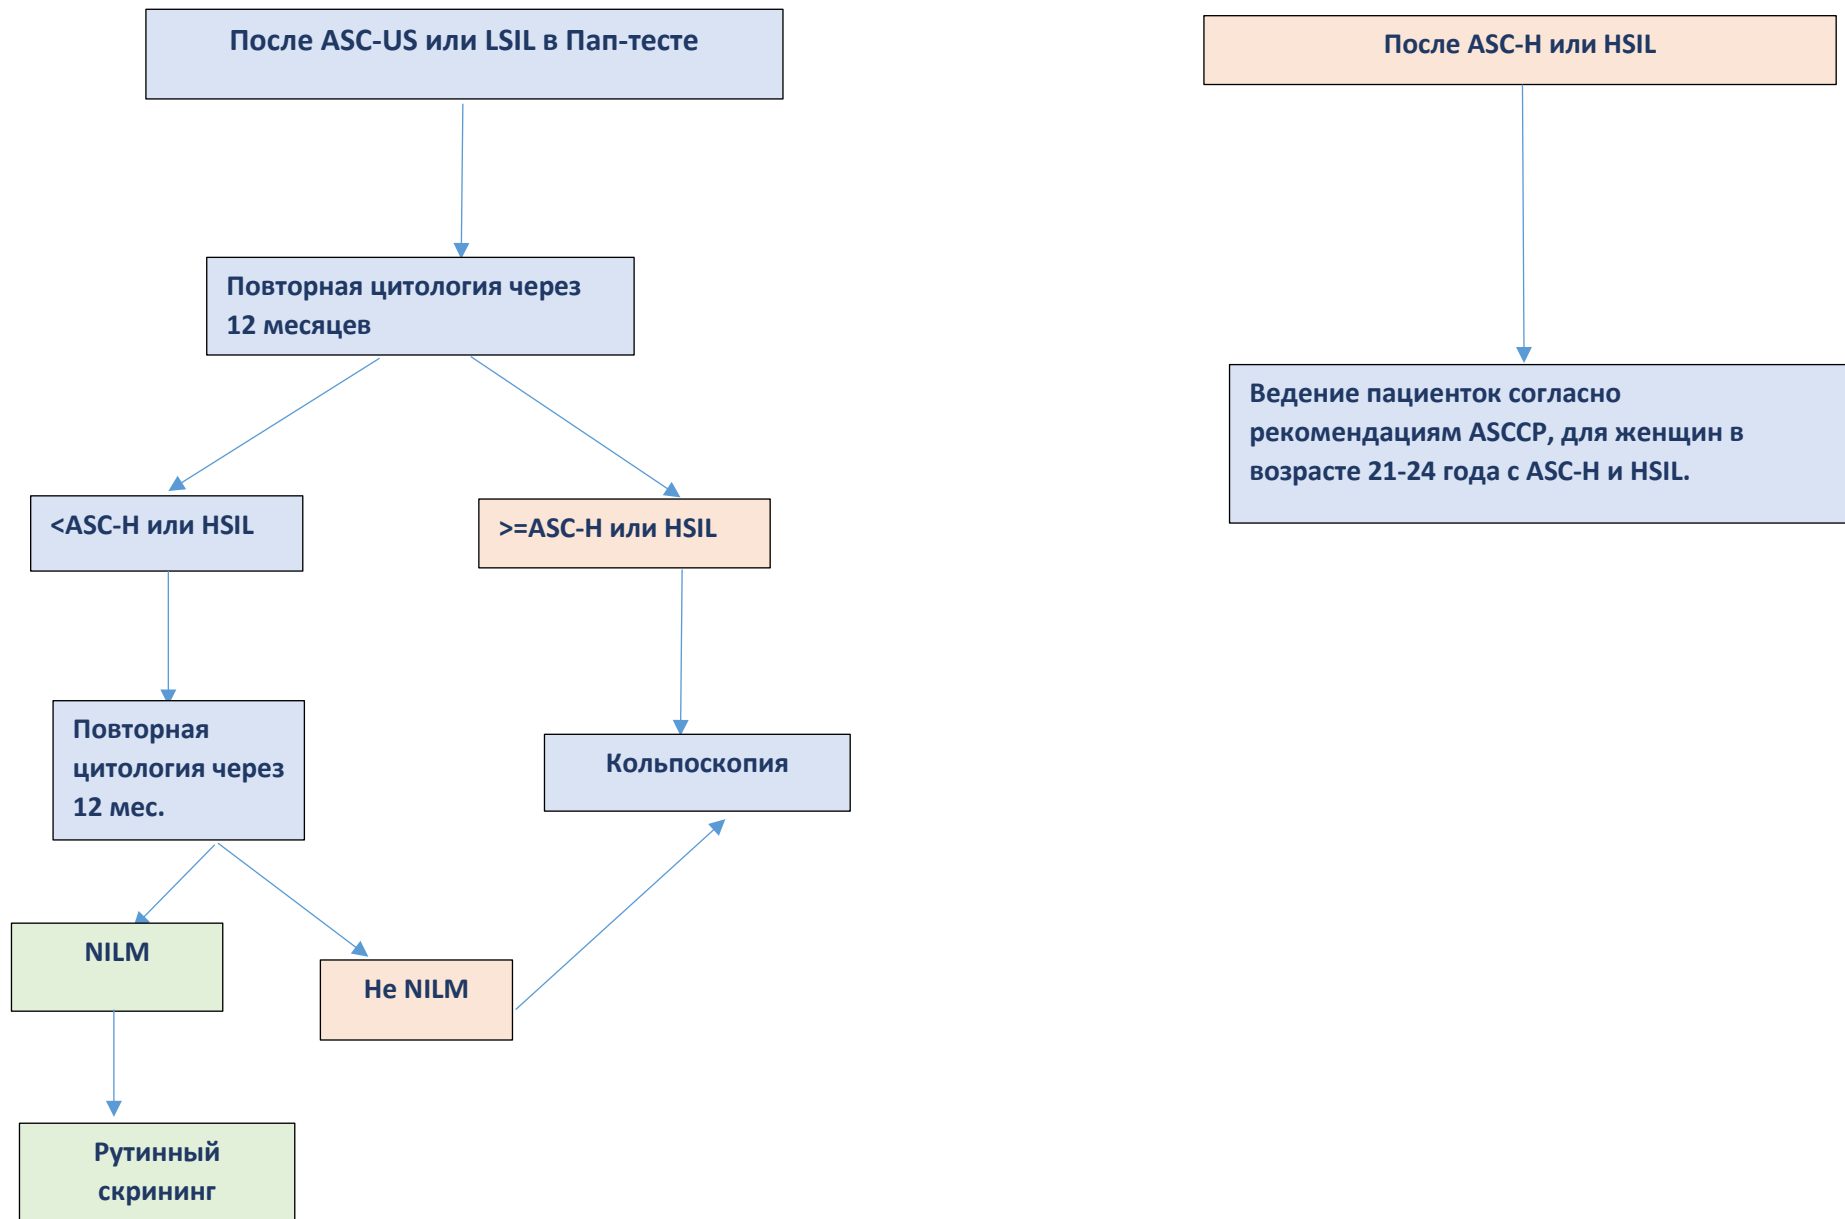 После ASC-US или LSIL в Пап-тесте
После ASC-H или HSIL
Повторная цитология через
12 месяцев
Ведение пациенток согласно
рекомендациям ASCCP, для женщин в
возрасте 21-24 года с ASC-H и HSIL.
<ASC-H или HSIL
>=ASC-H или HSIL
Повторная
цитология через
12 мес.
Кольпоскопия
NILM
Не NILM
Рутинный
скрининг